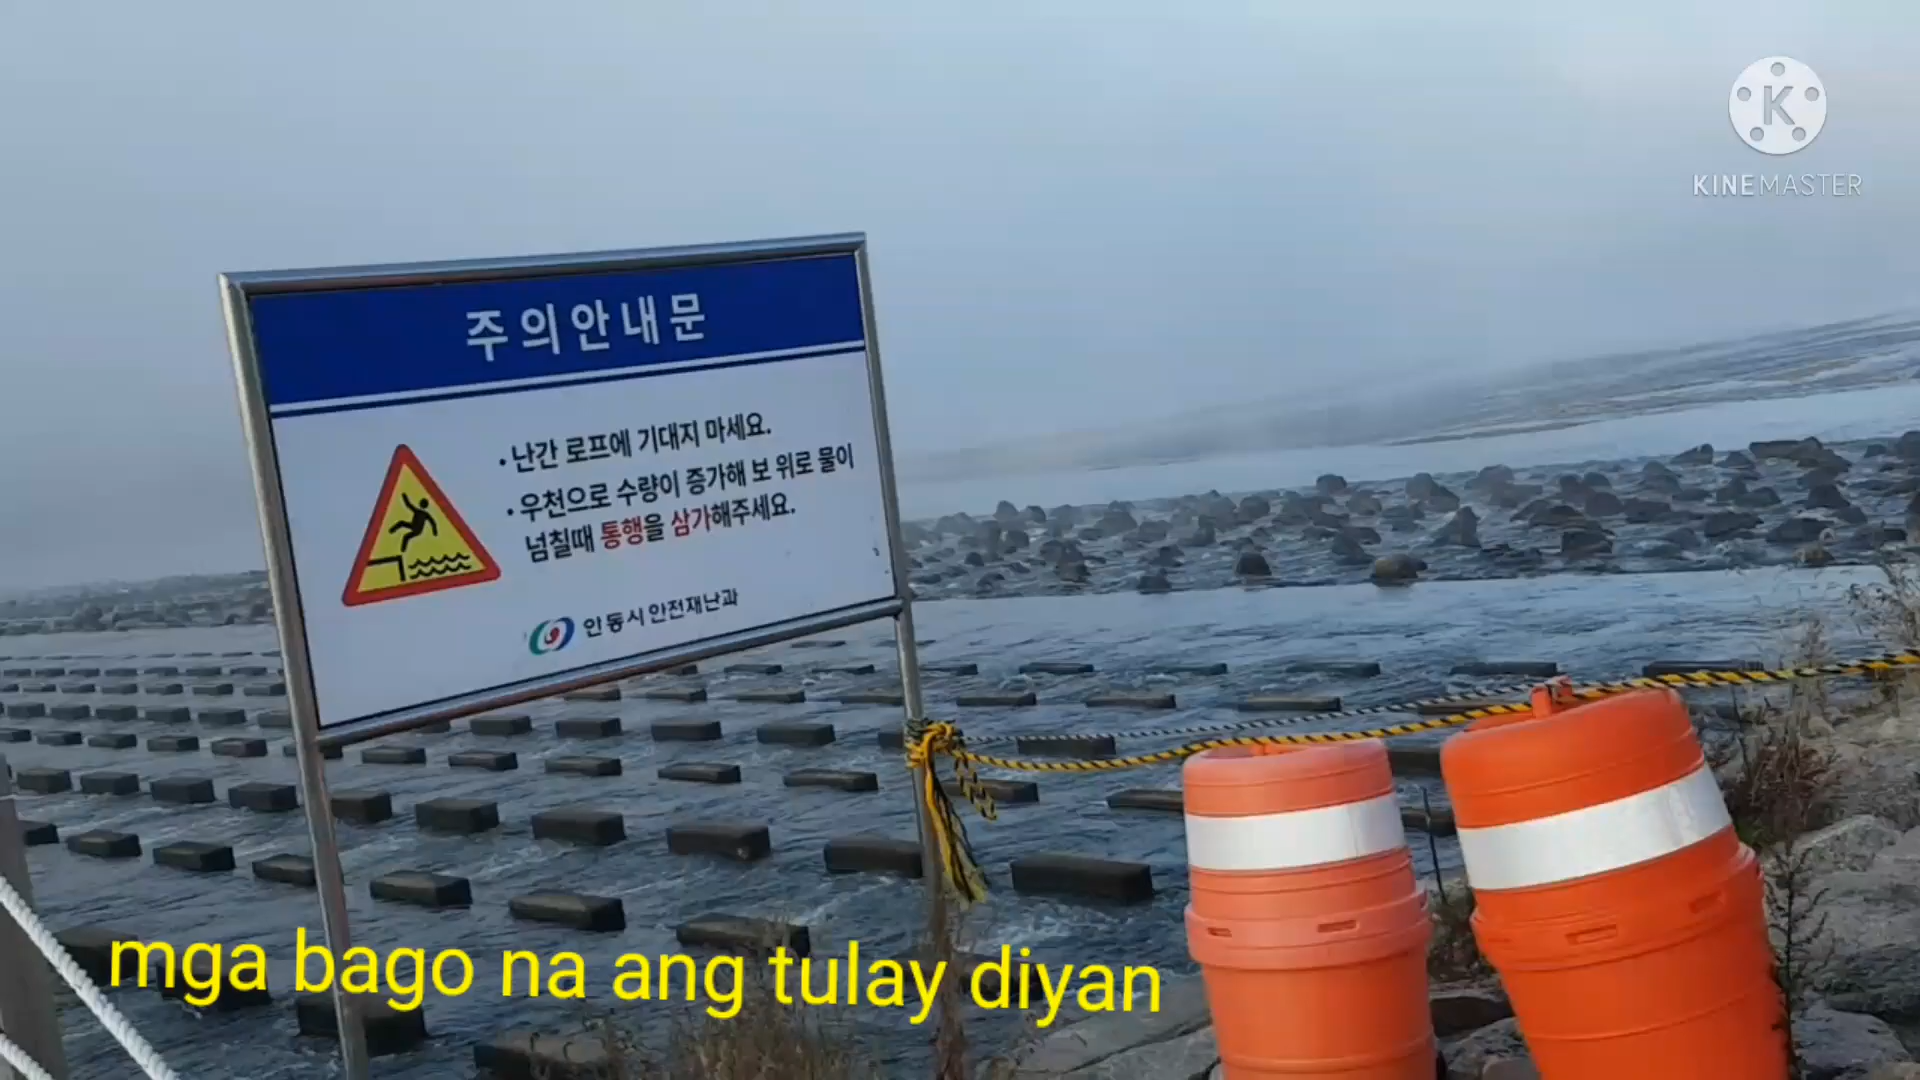 KINEMASTER
주의안내문
· 난간 로프에 기대지 마세요.
· 우천으로 수량이 증가해 보 위로 물이
넘칠때 통행을 삼가해주세요.
안동시 안전재난과
mga bago na ang tulay diyan